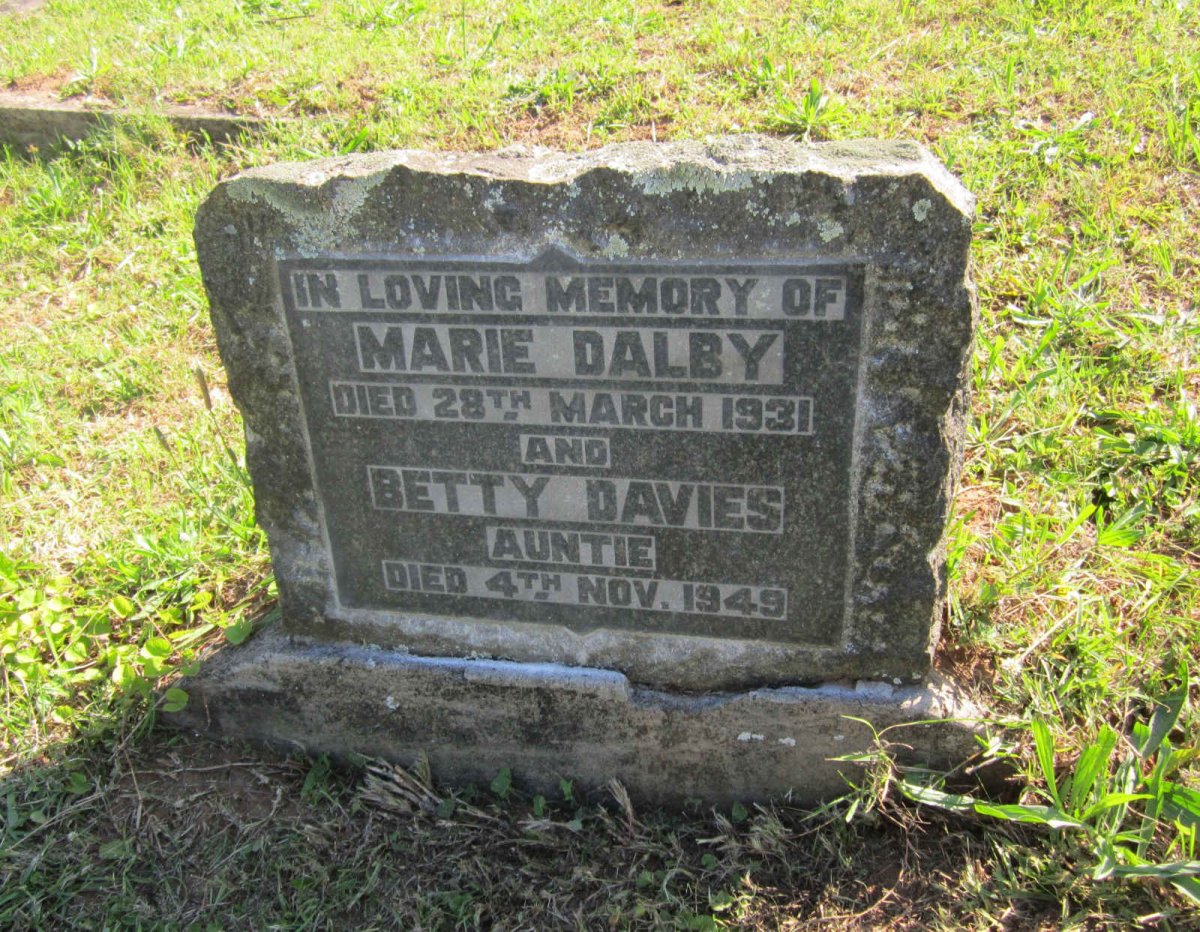 IN LOVING MEMORY OF
MARIE DALBY
DIED 28TH MARCH 1931
AND
BETTY DAVIES
AUNTIE
DIED 4TH NOV. 1949